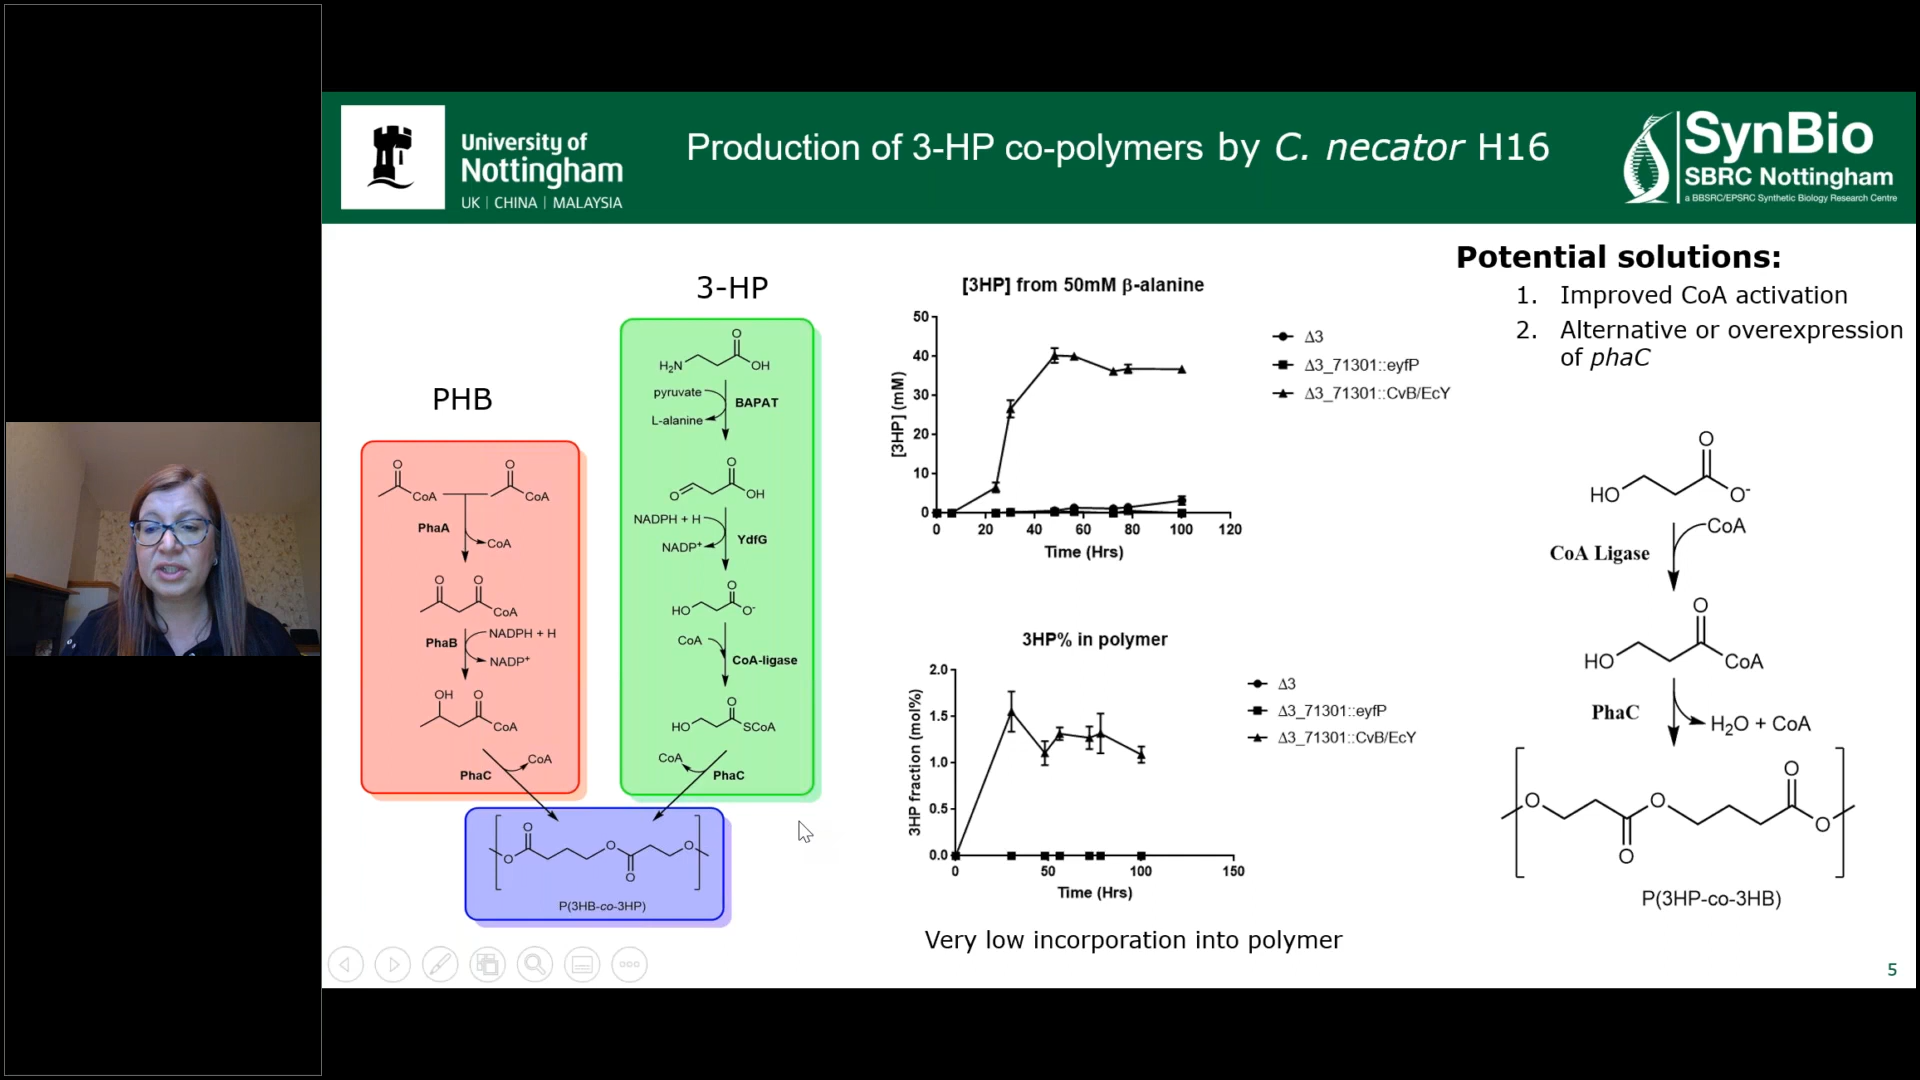 University of
Nottingham
UK | CHINA | MALAYSIA
Production of 3-HP co-polymers by C. necator H16
SynBio
SBRC Nottingham
a BBSRC/EPSRC Synthetic Biology Research Centre
PHB
O
O
CoA
CoA
PhaA
CoA
O
O
CoA
PhaB
NADPH + H
NADP+
OH
O
CoA
CoA
PhaC
3-HP
O
H2N
OH
pyruvate
BAPAT
L-alanine
O
O
OH
NADPH + H
YdfG
NADP+
O
HO
O-
CoA
CoA-ligase
O
HO
SCoA
CoA
PhaC
O
O
O
O
O
P(3HB-co-3HP)
[3HP] from 50mM β-alanine
[3HP] (mM)
50
40
30
20
10
0
0 20 40 60 80 100 120
Time (Hrs)
Δ3
Δ3_71301::eyfP
Δ3_71301::CvB/EcY
3HP% in polymer
3HP fraction (mol%)
2.0
1.5
1.0
0.5
0.0
0 50 100 150
Time (Hrs)
Δ3
Δ3_71301::eyfP
Δ3_71301::CvB/EcY
Very low incorporation into polymer
Potential solutions:
1. Improved CoA activation
2. Alternative or overexpression
of phaC
O
HO
O-
CoA
CoA Ligase
O
HO
CoA
PhaC
H2O + CoA
O
O
O
O
O
P(3HP-co-3HB)
5